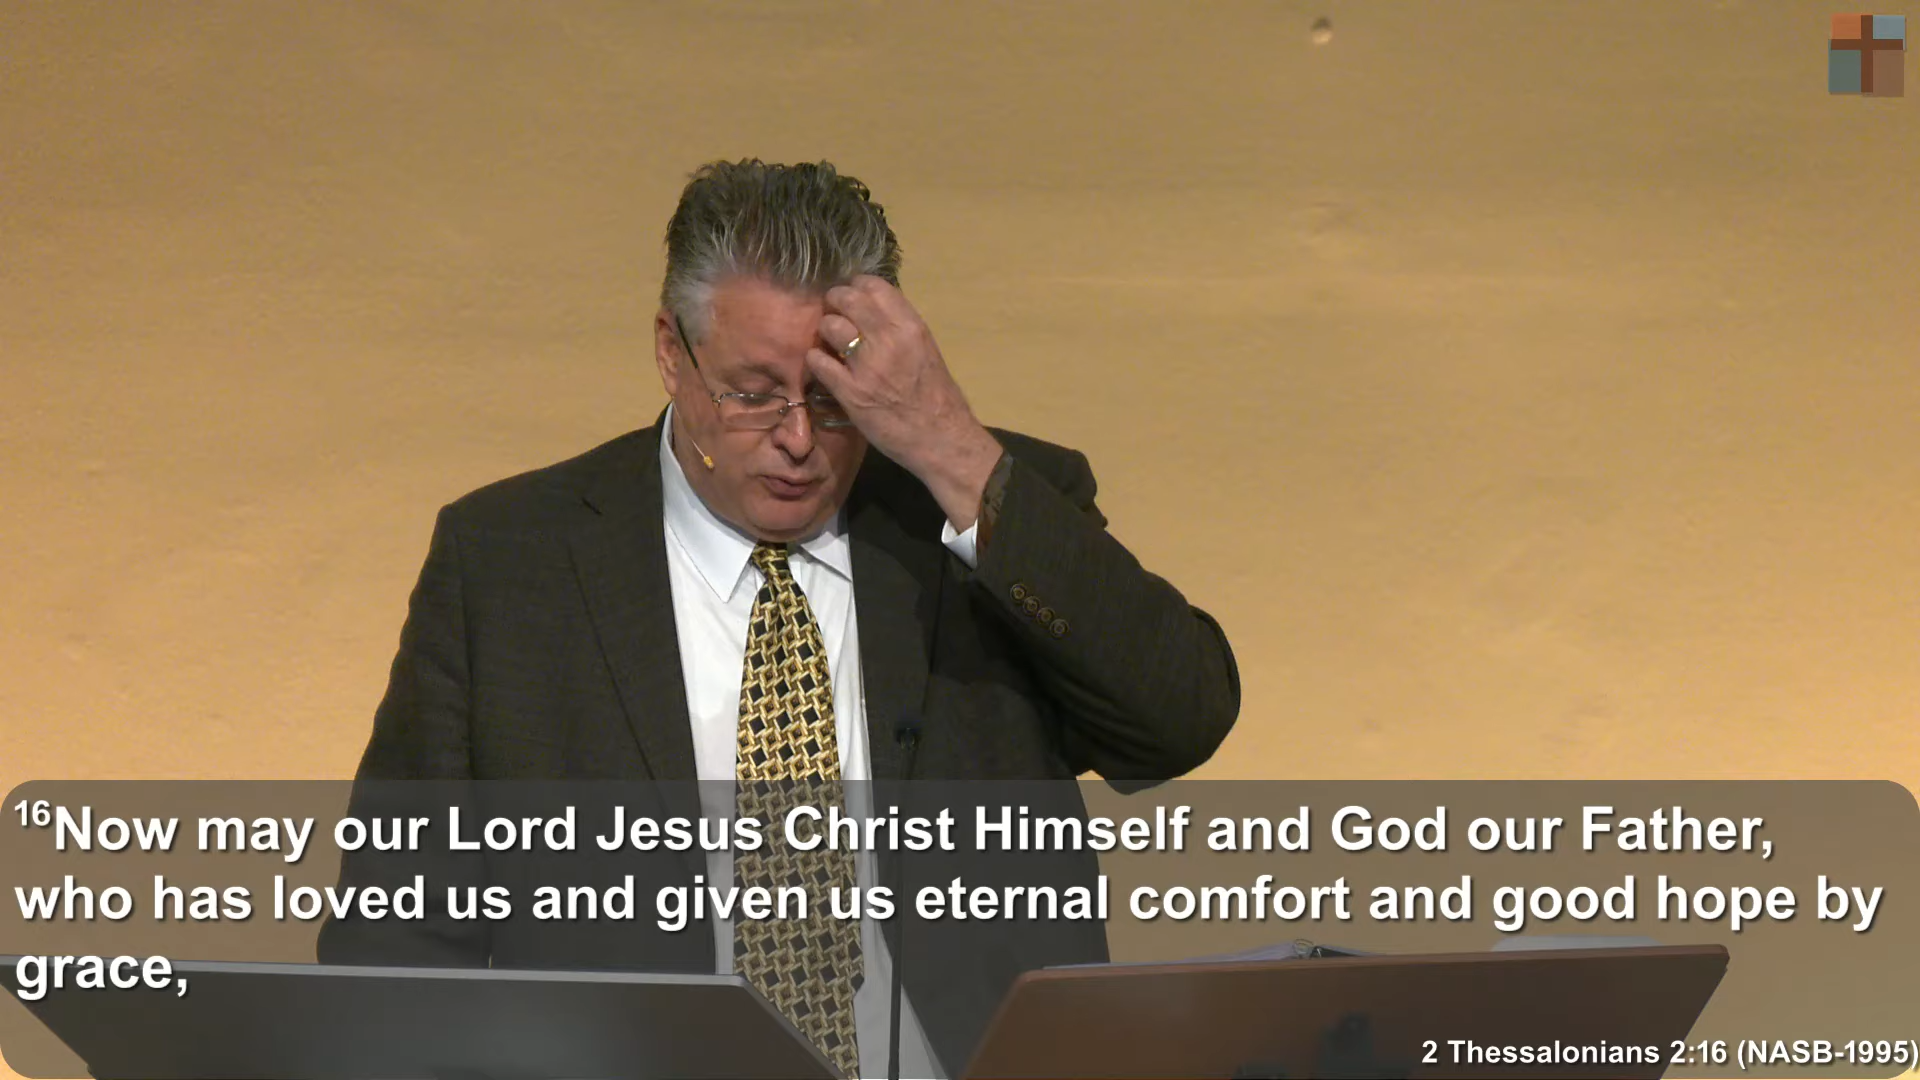 16Now may our Lord Jesus Christ Himself and God our Father,
who has loved us and given us eternal comfort and good hope by
grace,
2 Thessalonians 2:16 (NASB-1995)